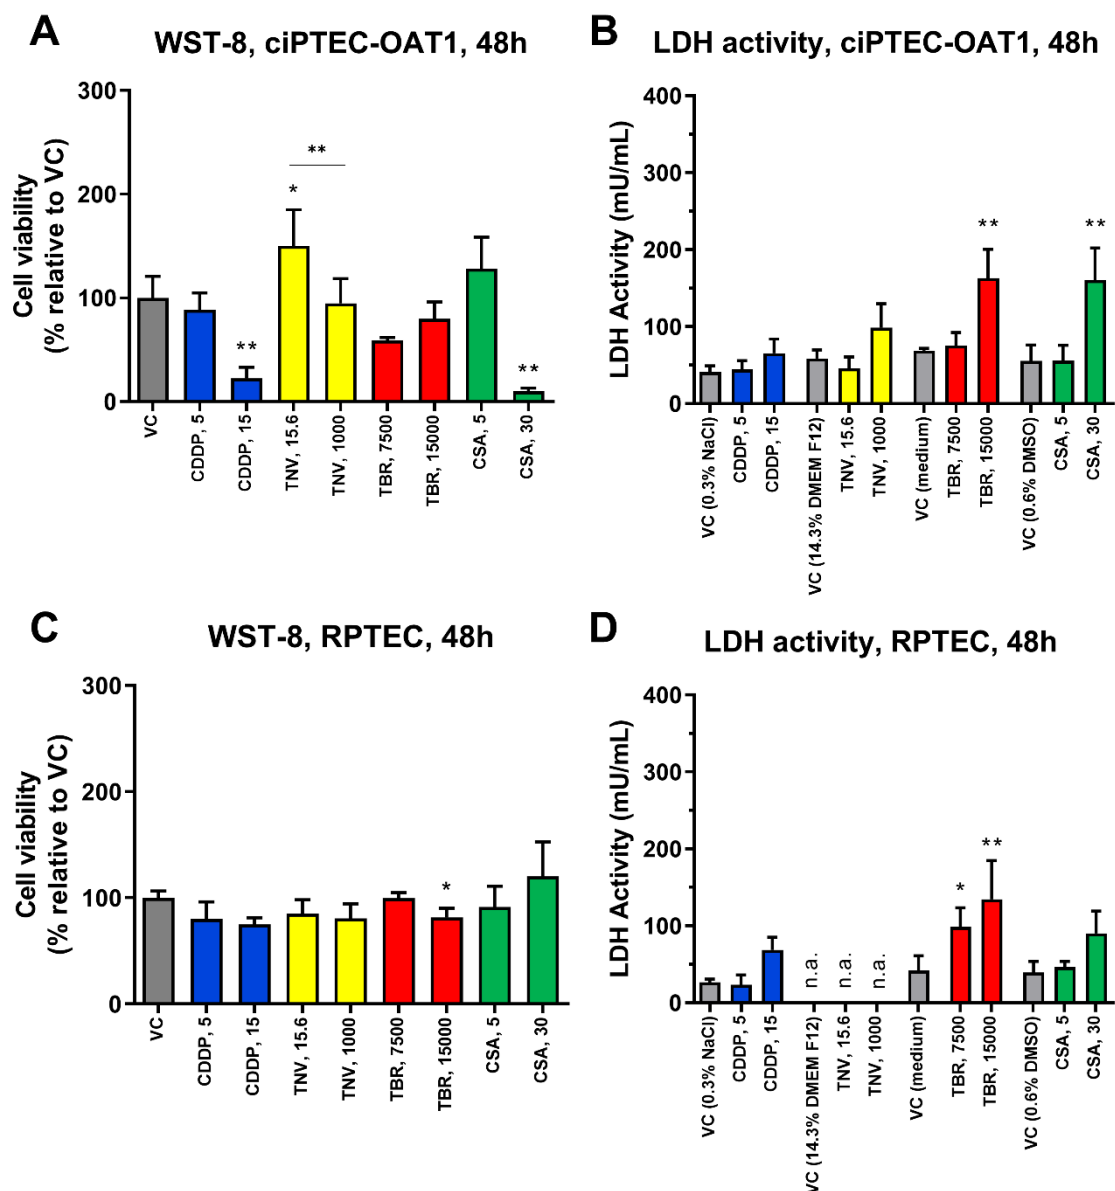 A
WST-8, ciPTEC-OAT1, 48h
Cell viability
(% relative to VC)
300
200
100
0
**
*
**
**
VC
CDDP, 5
CDDP, 15
TNV, 15.6
TNV, 1000
TBR, 7500
TBR, 15000
CSA, 5
CSA, 30
B
LDH activity, ciPTEC-OAT1, 48h
LDH Activity (mU/mL)
400
300
200
100
0
**
**
VC (0.3% NaCl)
CDDP, 5
CDDP, 15
VC (14.3% DMEM F12)
TNV, 15.6
TNV, 1000
VC (medium)
TBR, 7500
TBR, 15000
VC (0.6% DMSO)
CSA, 5
CSA, 30
C
WST-8, RPTEC, 48h
Cell viability
(% relative to VC)
300
200
100
0
*
VC
CDDP, 5
CDDP, 15
TNV, 15.6
TNV, 1000
TBR, 7500
TBR, 15000
CSA, 5
CSA, 30
D
LDH activity, RPTEC, 48h
LDH Activity (mU/mL)
400
300
200
100
0
n.a.
n.a.
n.a.
*
**
VC (0.3% NaCl)
CDDP, 5
CDDP, 15
VC (14.3% DMEM F12)
TNV, 15.6
TNV, 1000
VC (medium)
TBR, 7500
TBR, 15000
VC (0.6% DMSO)
CSA, 5
CSA, 30